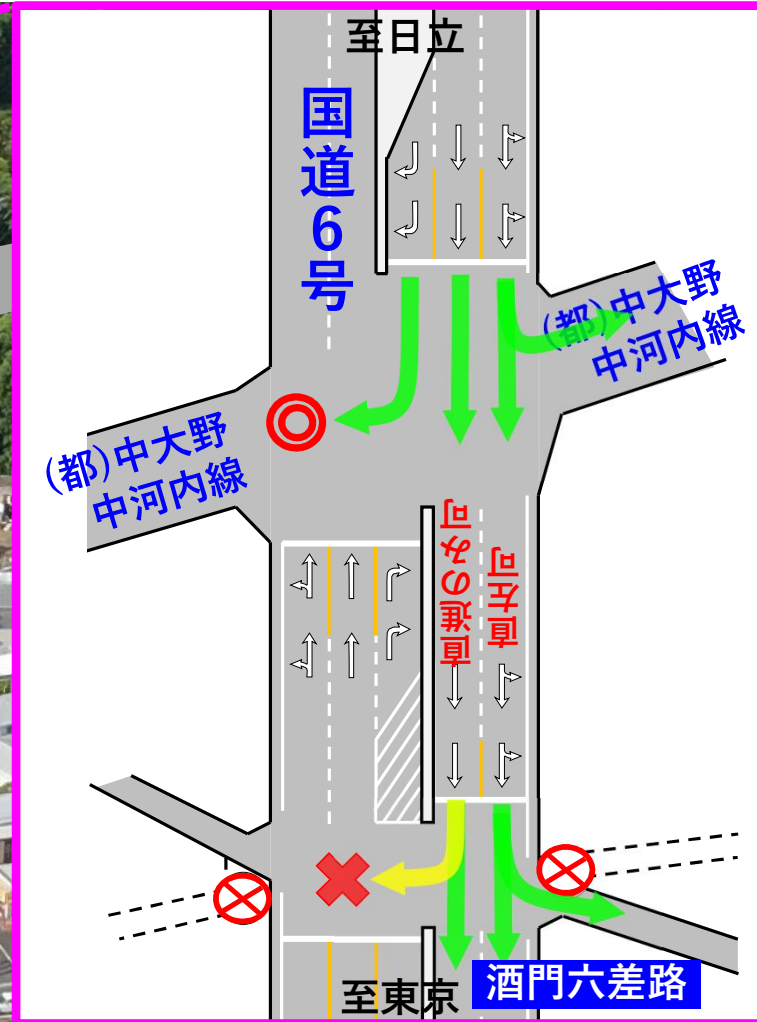 至日立
国道6号
(都)中大野
中河内線
(都)中大野
中河内線
直進のみ可
直左可
至東京
酒門六差路